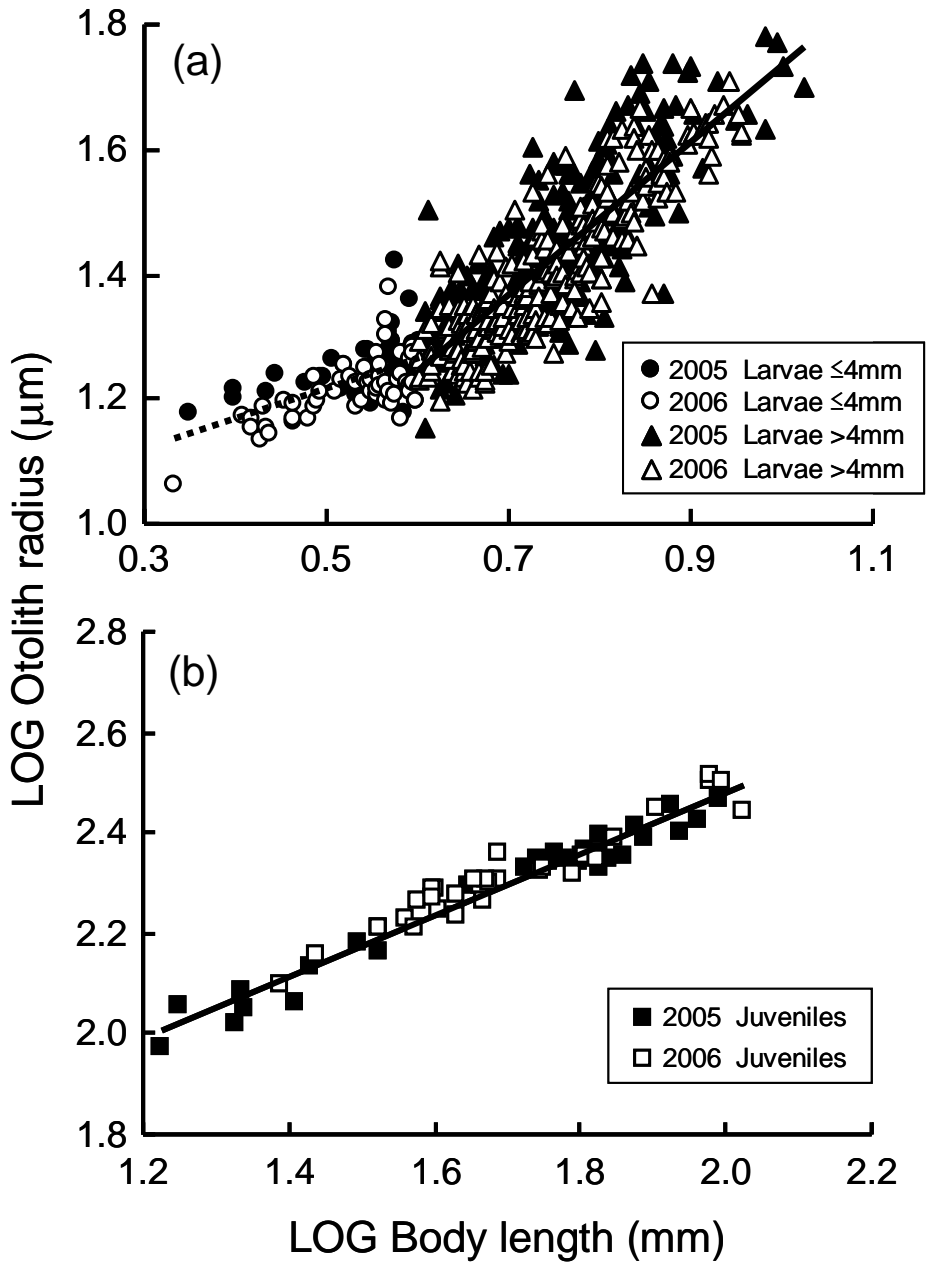 LOG Otolith radius (μm)
(a)
1.8
1.6
1.4
1.2
1.0
0.3 0.5 0.7 0.9 1.1
2005 Larvae ≤4mm
2006 Larvae ≤4mm
2005 Larvae >4mm
2006 Larvae >4mm
(b)
2.8
2.6
2.4
2.2
2.0
1.8
1.2 1.4 1.6 1.8 2.0 2.2
2005 Juveniles
2006 Juveniles
LOG Body length (mm)